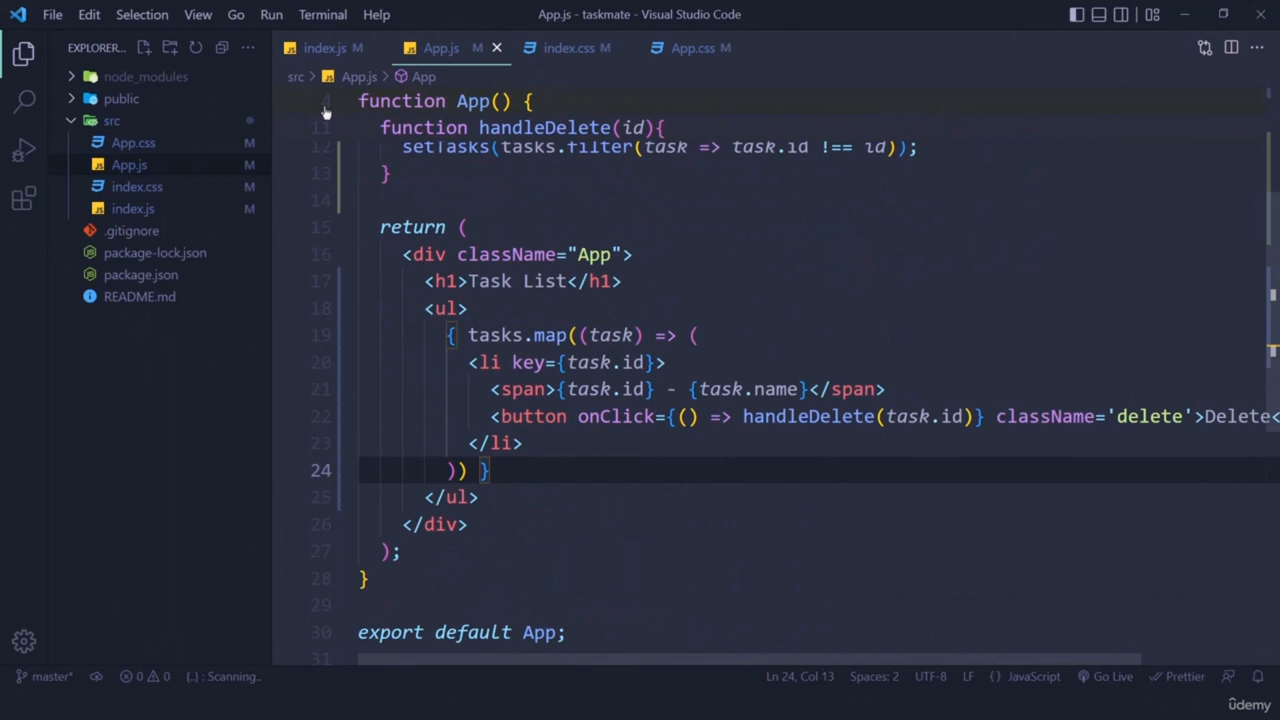 File Edit Selection View Go Run Terminal Help App.js - taskmate - Visual Studio Code
EXPLORER... index.js M App.js M index.css M App.css M
node_modules
public
src
App.css M
App.js M
index.css M
index.js M
.gitignore
package-lock.json
package.json
README.md
src > App.js > App
4 function App() {
11 function handleDelete(id){
12 setTasks(tasks.filter(task => task.id !== id));
13 }
14
15 return (
16 <div className="App">
17 <h1>Task List</h1>
18 <ul>
19 { tasks.map((task) => (
20 <li key={task.id}>
21 <span>{task.id} - {task.name}</span>
22 <button onClick={() => handleDelete(task.id)} className='delete'>Delete<
23 </li>
24 )) }
25 </ul>
26 </div>
27 );
28 }
29
30 export default App;
31
master* 0 0 {..} : Scanning.. Ln 24, Col 13 Spaces: 2 UTF-8 LF {} JavaScript Go Live Prettier
ûdemy